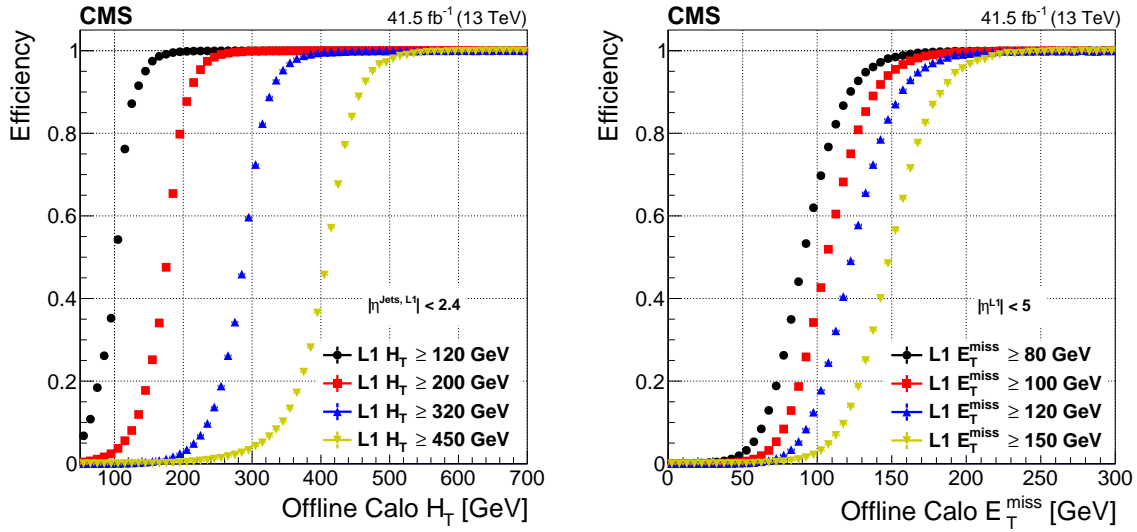 CMS 41.5 fb⁻¹ (13 TeV)
Efficiency
1
0.8
0.6
0.4
0.2
0
|η^Jets, L1| < 2.4
L1 H_T ≥ 120 GeV
L1 H_T ≥ 200 GeV
L1 H_T ≥ 320 GeV
L1 H_T ≥ 450 GeV
100 200 300 400 500 600 700
Offline Calo H_T [GeV]
CMS 41.5 fb⁻¹ (13 TeV)
Efficiency
1
0.8
0.6
0.4
0.2
0
|η^L1| < 5
L1 E_T^miss ≥ 80 GeV
L1 E_T^miss ≥ 100 GeV
L1 E_T^miss ≥ 120 GeV
L1 E_T^miss ≥ 150 GeV
0 50 100 150 200 250 300
Offline Calo E_T^miss [GeV]